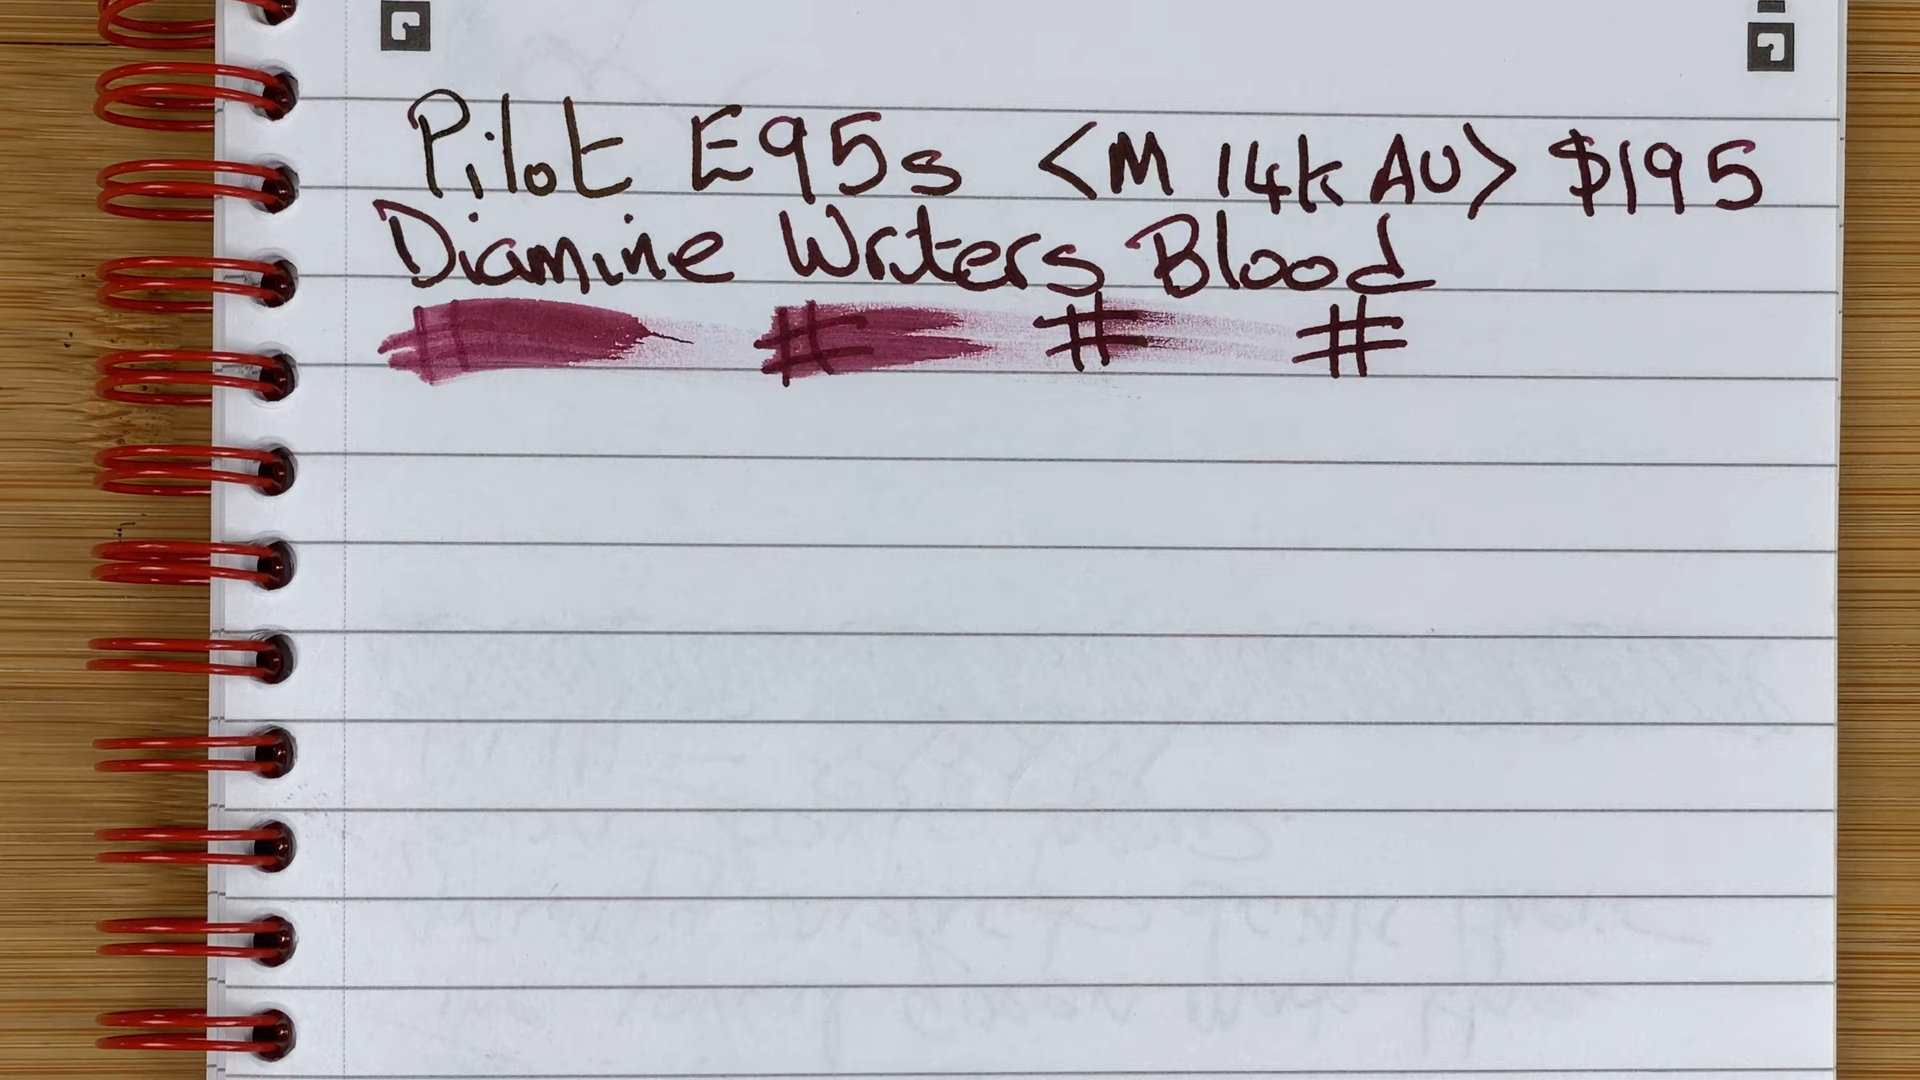 Pilot E95s <M 14k AU> $195
Diamine Writers Blood
# # # #